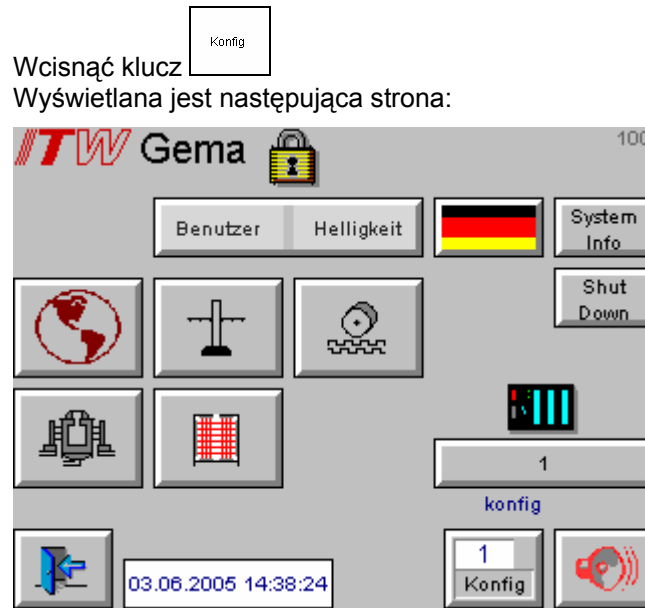 Konfig
Wcisnąć klucz
Wyświetlana jest następująca strona:
ITW Gema
100
Benutzer Helligkeit
System
Info
Shut
Down
1
konfig
1
Konfig
03.06.2005 14:38:24